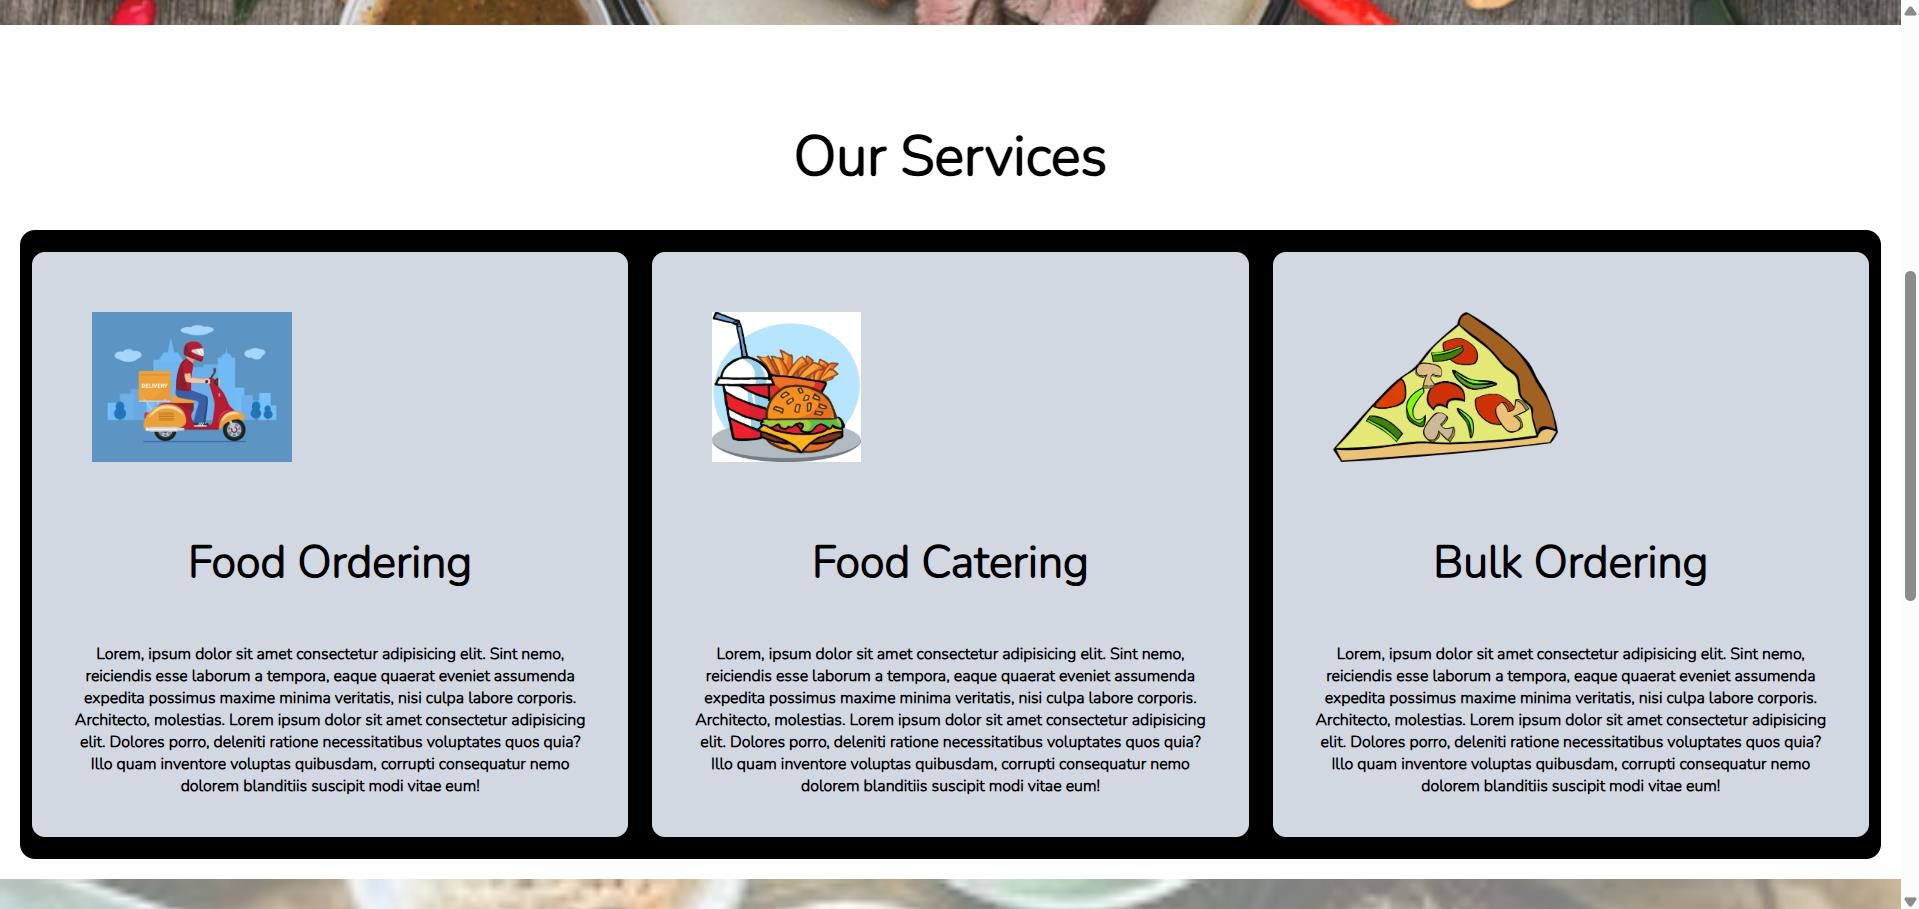 Our Services
DELIVERY
Food Ordering
Lorem, ipsum dolor sit amet consectetur adipisicing elit. Sint nemo,
reiciendis esse laborum a tempora, eaque quaerat eveniet assumenda
expedita possimus maxime minima veritatis, nisi culpa labore corporis.
Architecto, molestias. Lorem ipsum dolor sit amet consectetur adipisicing
elit. Dolores porro, deleniti ratione necessitatibus voluptates quos quia?
Illo quam inventore voluptas quibusdam, corrupti consequatur nemo
dolorem blanditiis suscipit modi vitae eum!
Food Catering
Lorem, ipsum dolor sit amet consectetur adipisicing elit. Sint nemo,
reiciendis esse laborum a tempora, eaque quaerat eveniet assumenda
expedita possimus maxime minima veritatis, nisi culpa labore corporis.
Architecto, molestias. Lorem ipsum dolor sit amet consectetur adipisicing
elit. Dolores porro, deleniti ratione necessitatibus voluptates quos quia?
Illo quam inventore voluptas quibusdam, corrupti consequatur nemo
dolorem blanditiis suscipit modi vitae eum!
Bulk Ordering
Lorem, ipsum dolor sit amet consectetur adipisicing elit. Sint nemo,
reiciendis esse laborum a tempora, eaque quaerat eveniet assumenda
expedita possimus maxime minima veritatis, nisi culpa labore corporis.
Architecto, molestias. Lorem ipsum dolor sit amet consectetur adipisicing
elit. Dolores porro, deleniti ratione necessitatibus voluptates quos quia?
Illo quam inventore voluptas quibusdam, corrupti consequatur nemo
dolorem blanditiis suscipit modi vitae eum!